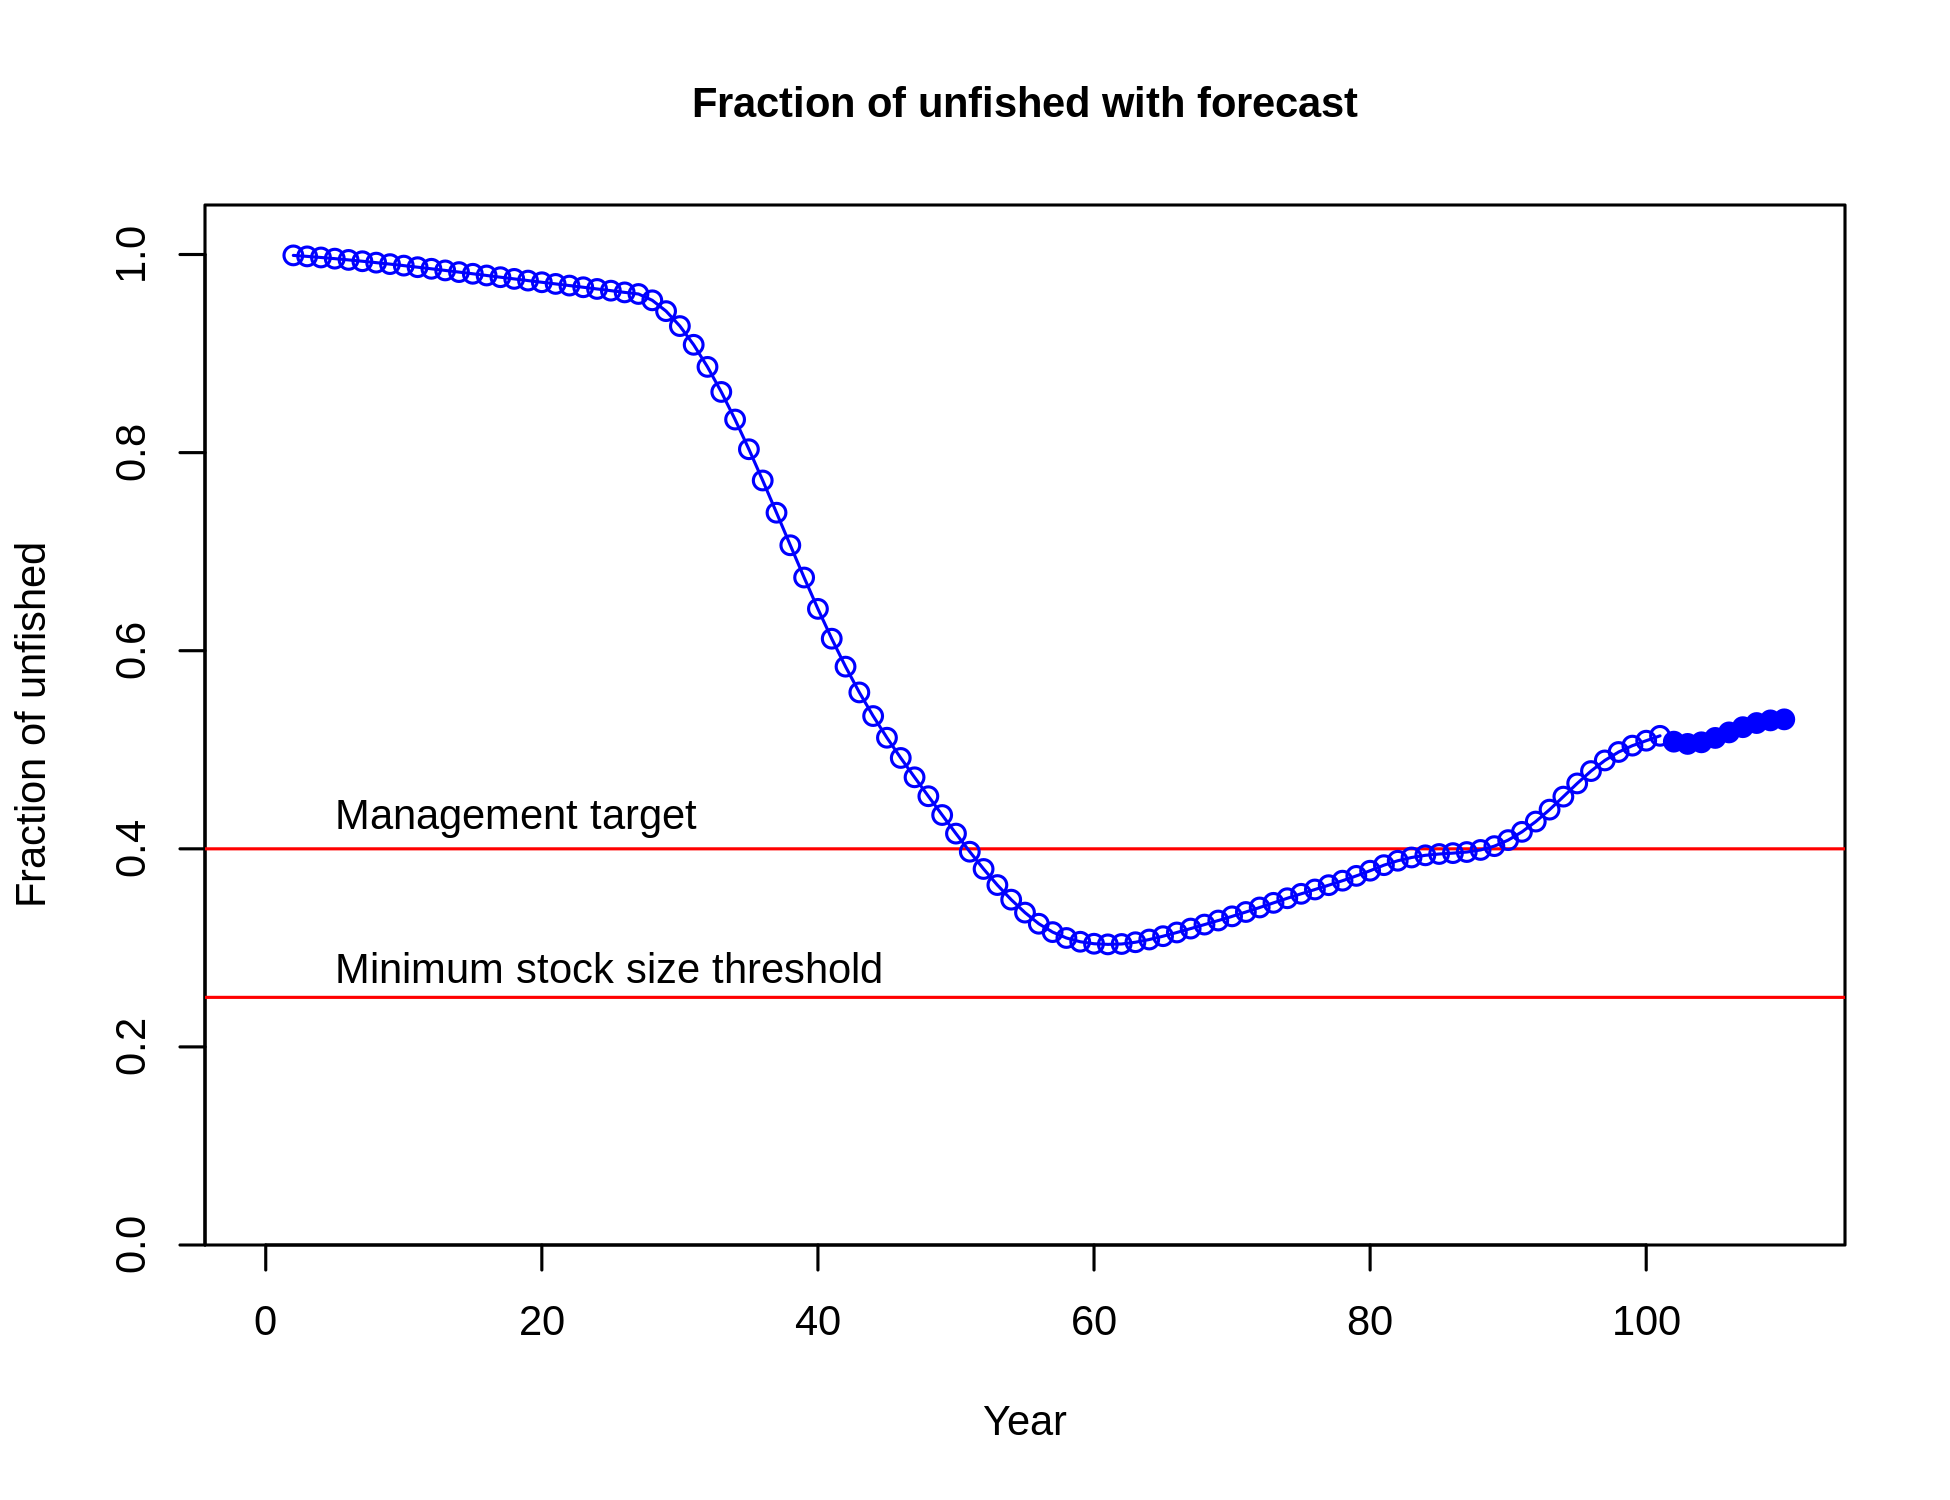 Fraction of unfished with forecast
Fraction of unfished
1.0
0.8
0.6
0.4
0.2
0.0
Management target
Minimum stock size threshold
0 20 40 60 80 100
Year